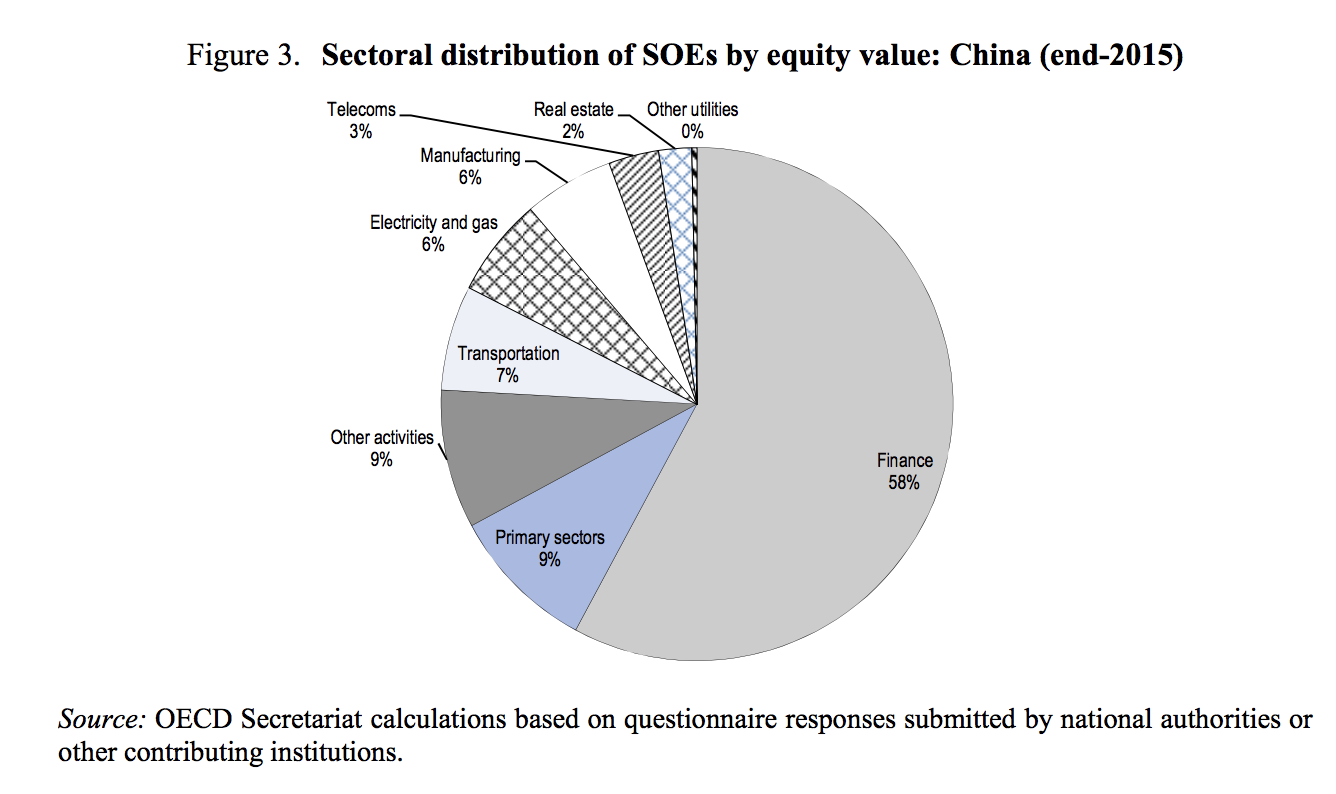 Figure 3. Sectoral distribution of SOEs by equity value: China (end-2015)
Telecoms
3%
Real estate
2%
Other utilities
0%
Manufacturing
6%
Electricity and gas
6%
Transportation
7%
Other activities
9%
Finance
58%
Primary sectors
9%
Source: OECD Secretariat calculations based on questionnaire responses submitted by national authorities or
other contributing institutions.